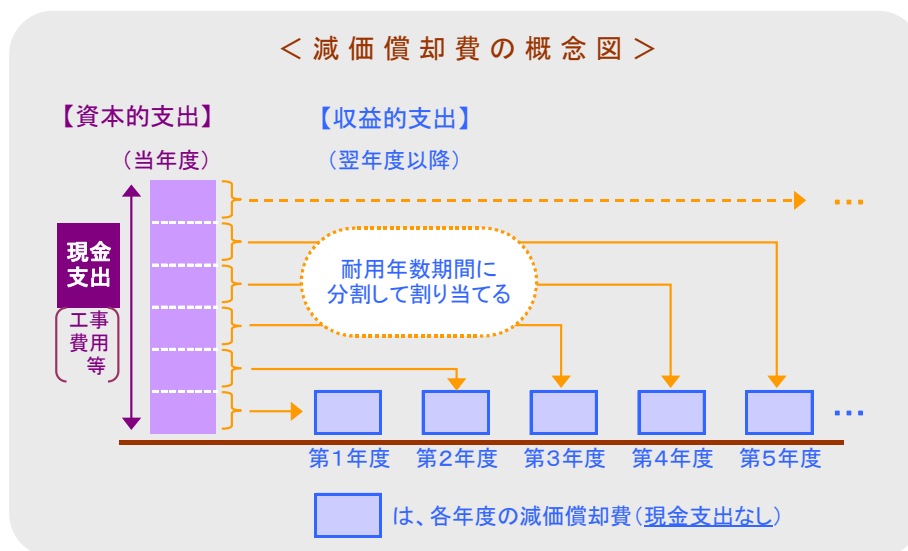 ＜減価償却費の概念図＞
【資本的支出】
【収益的支出】
（当年度）
（翌年度以降）
…
現金
支出
工事
費用
等
耐用年数期間に
分割して割り当てる
…
第１年度
第２年度
第３年度
第４年度
第５年度
は、各年度の減価償却費（現金支出なし）